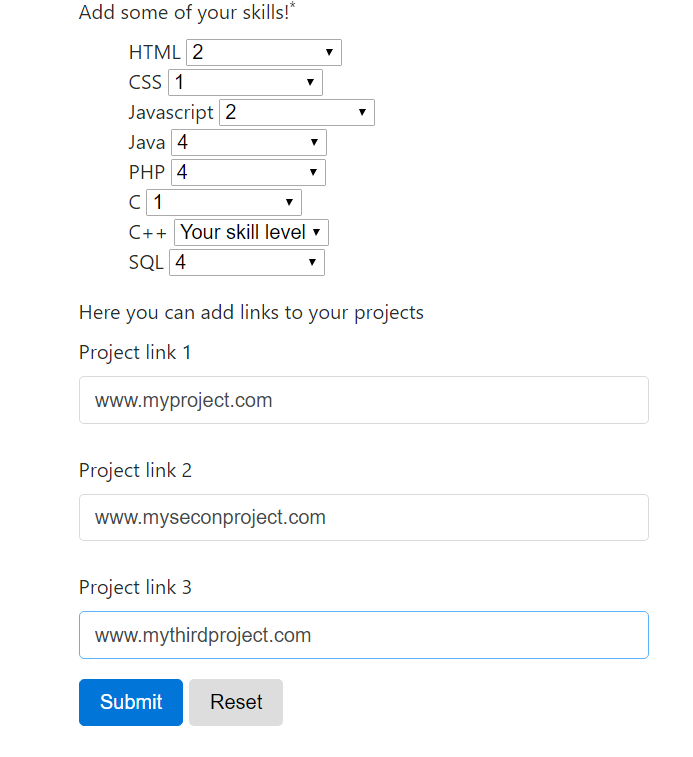 Add some of your skills!*
HTML 2
CSS 1
Javascript 2
Java 4
PHP 4
C 1
C++ Your skill level
SQL 4
Here you can add links to your projects
Project link 1
www.myproject.com
Project link 2
www.myseconproject.com
Project link 3
www.mythirdproject.com
Submit Reset